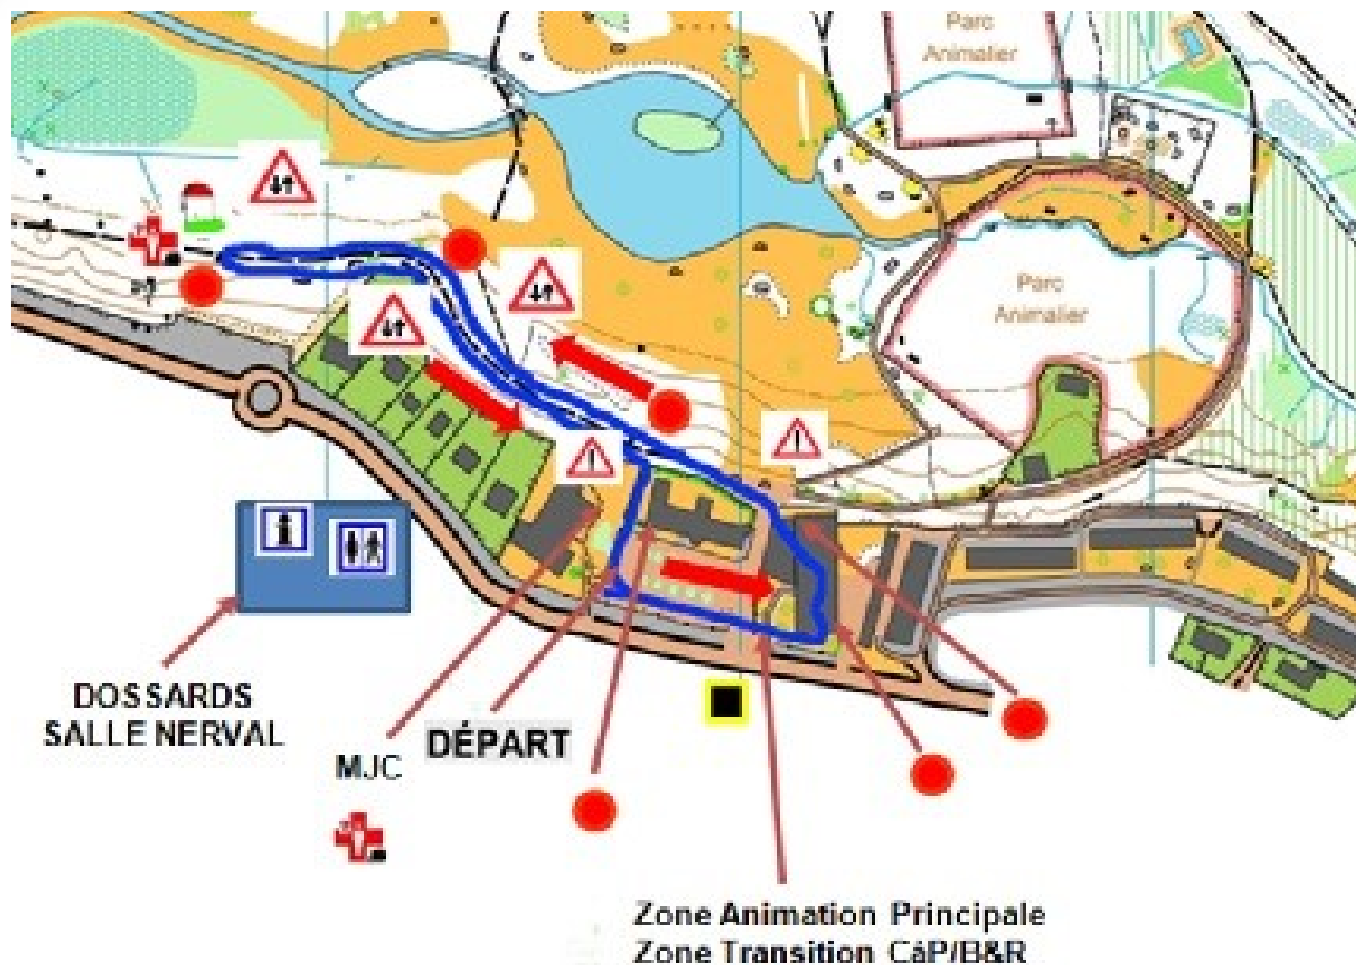 Parc
Animalier
Parc
Animalier
DOSSARDS
SALLE NERVAL
MJC
DÉPART
Zone Animation Principale
Zone Transition CàP/B&R